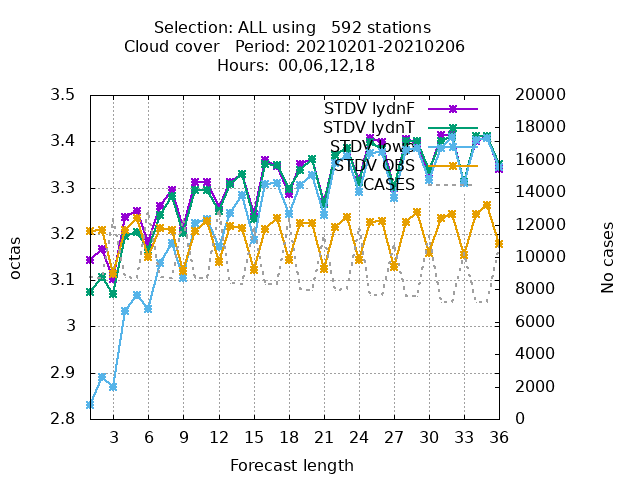 Selection: ALL using 592 stations
Cloud cover Period: 20210201-20210206
Hours: 00,06,12,18
3.5
3.4
3.3
3.2
3.1
3
2.9
2.8
octas
20000
18000
16000
14000
12000
10000
8000
6000
4000
2000
0
No cases
STDV lydnF
STDV lydnT
STDV
STDV OBS
CASES
3 6 9 12 15 18 21 24 27 30 33 36
Forecast length